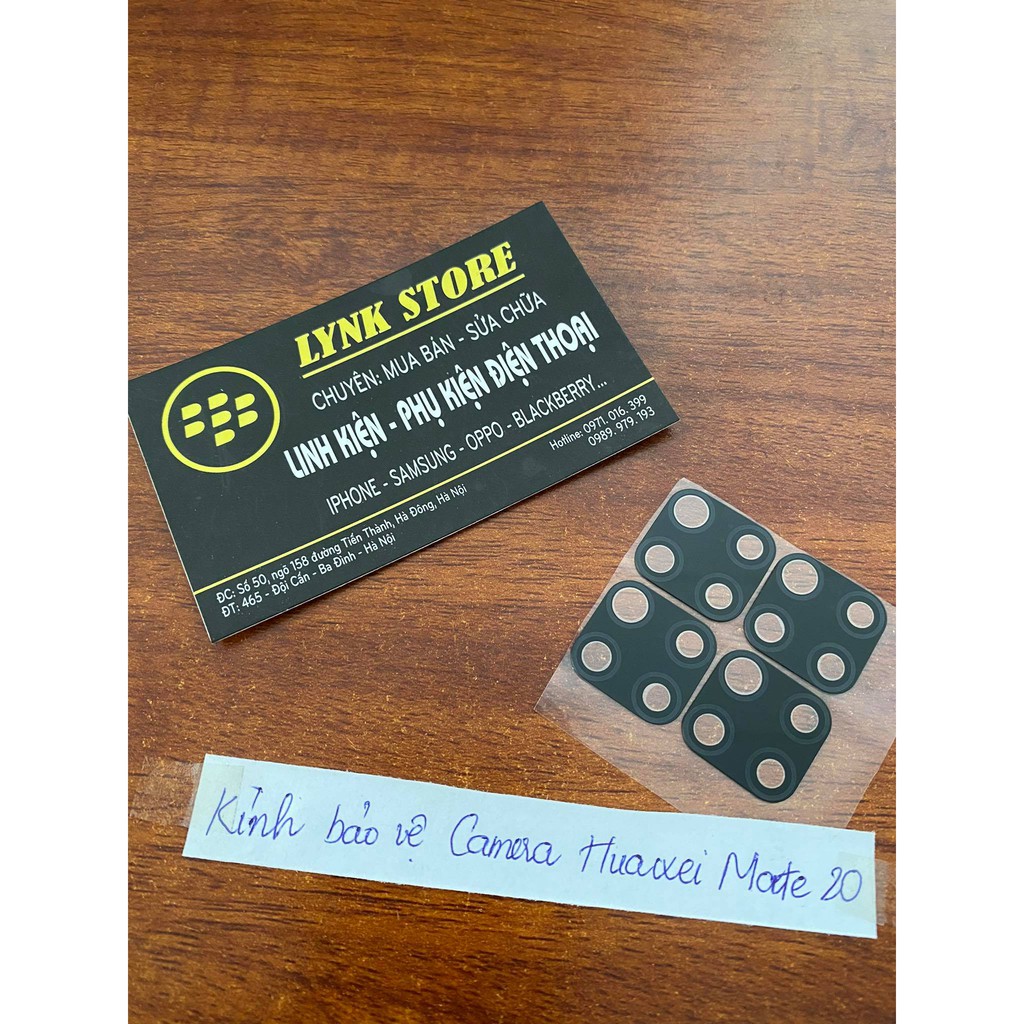 LYNK STORE
CHUYÊN: MUA BÁN - SỬA CHỮA
LINH KIỆN - PHỤ KIỆN ĐIỆN THOẠI
IPHONE - SAMSUNG - OPPO - BLACKBERRY...
Hotline: 0971. 016. 399
0989. 979. 193
ĐC: Số 50, ngõ 158 đường Tiến Thành, Hà Đông, Hà Nội
ĐT: 465 - Đội Cấn - Ba Đình - Hà Nội
Kính bảo vệ Camera Huawei Mate 20